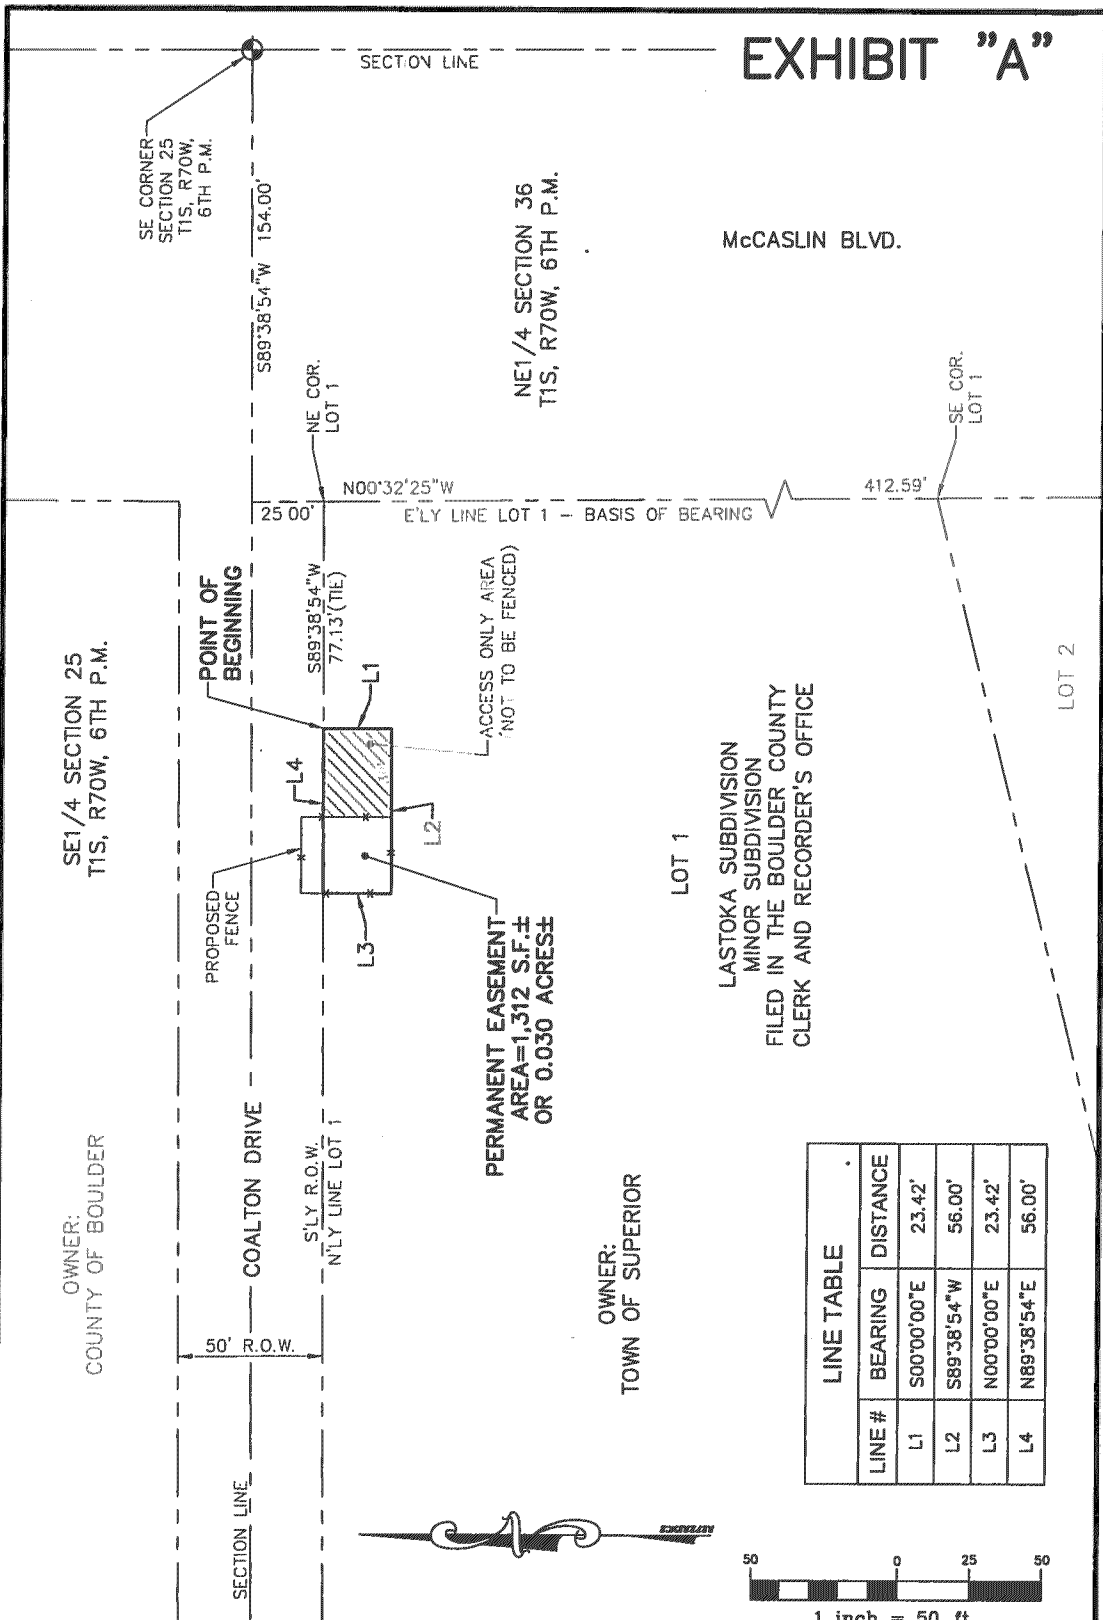 EXHIBIT "A"
SECTION LINE
SE CORNER
SECTION 25
T1S, R70W,
6TH P.M.
S89°38'54"W 154.00'
NE1/4 SECTION 36
T1S, R70W, 6TH P.M.
McCASLIN BLVD.
NE COR.
LOT 1
SE COR.
LOT 1
N00°32'25"W
412.59'
25 00'
E'LY LINE LOT 1 - BASIS OF BEARING
SE1/4 SECTION 25
T1S, R70W, 6TH P.M.
POINT OF
BEGINNING
S89°38'54"W
77.13'(TIE)
ACCESS ONLY AREA
(NOT TO BE FENCED)
L1
L4
L2
L3
PROPOSED
FENCE
PERMANENT EASEMENT
AREA=1,312 S.F.±
OR 0.030 ACRES±
LOT 1
LOT 2
LASTOKA SUBDIVISION
MINOR SUBDIVISION
FILED IN THE BOULDER COUNTY
CLERK AND RECORDER'S OFFICE
OWNER:
COUNTY OF BOULDER
COALTON DRIVE
S'LY R.O.W.
N'LY LINE LOT 1
OWNER:
TOWN OF SUPERIOR
50' R.O.W.
SECTION LINE
LINE TABLE
LINE # BEARING DISTANCE
L1 S00°00'00"E 23.42'
L2 S89°38'54"W 56.00'
L3 N00°00'00"E 23.42'
L4 N89°38'54"E 56.00'
N
50 0 25 50
1 inch = 50 ft.